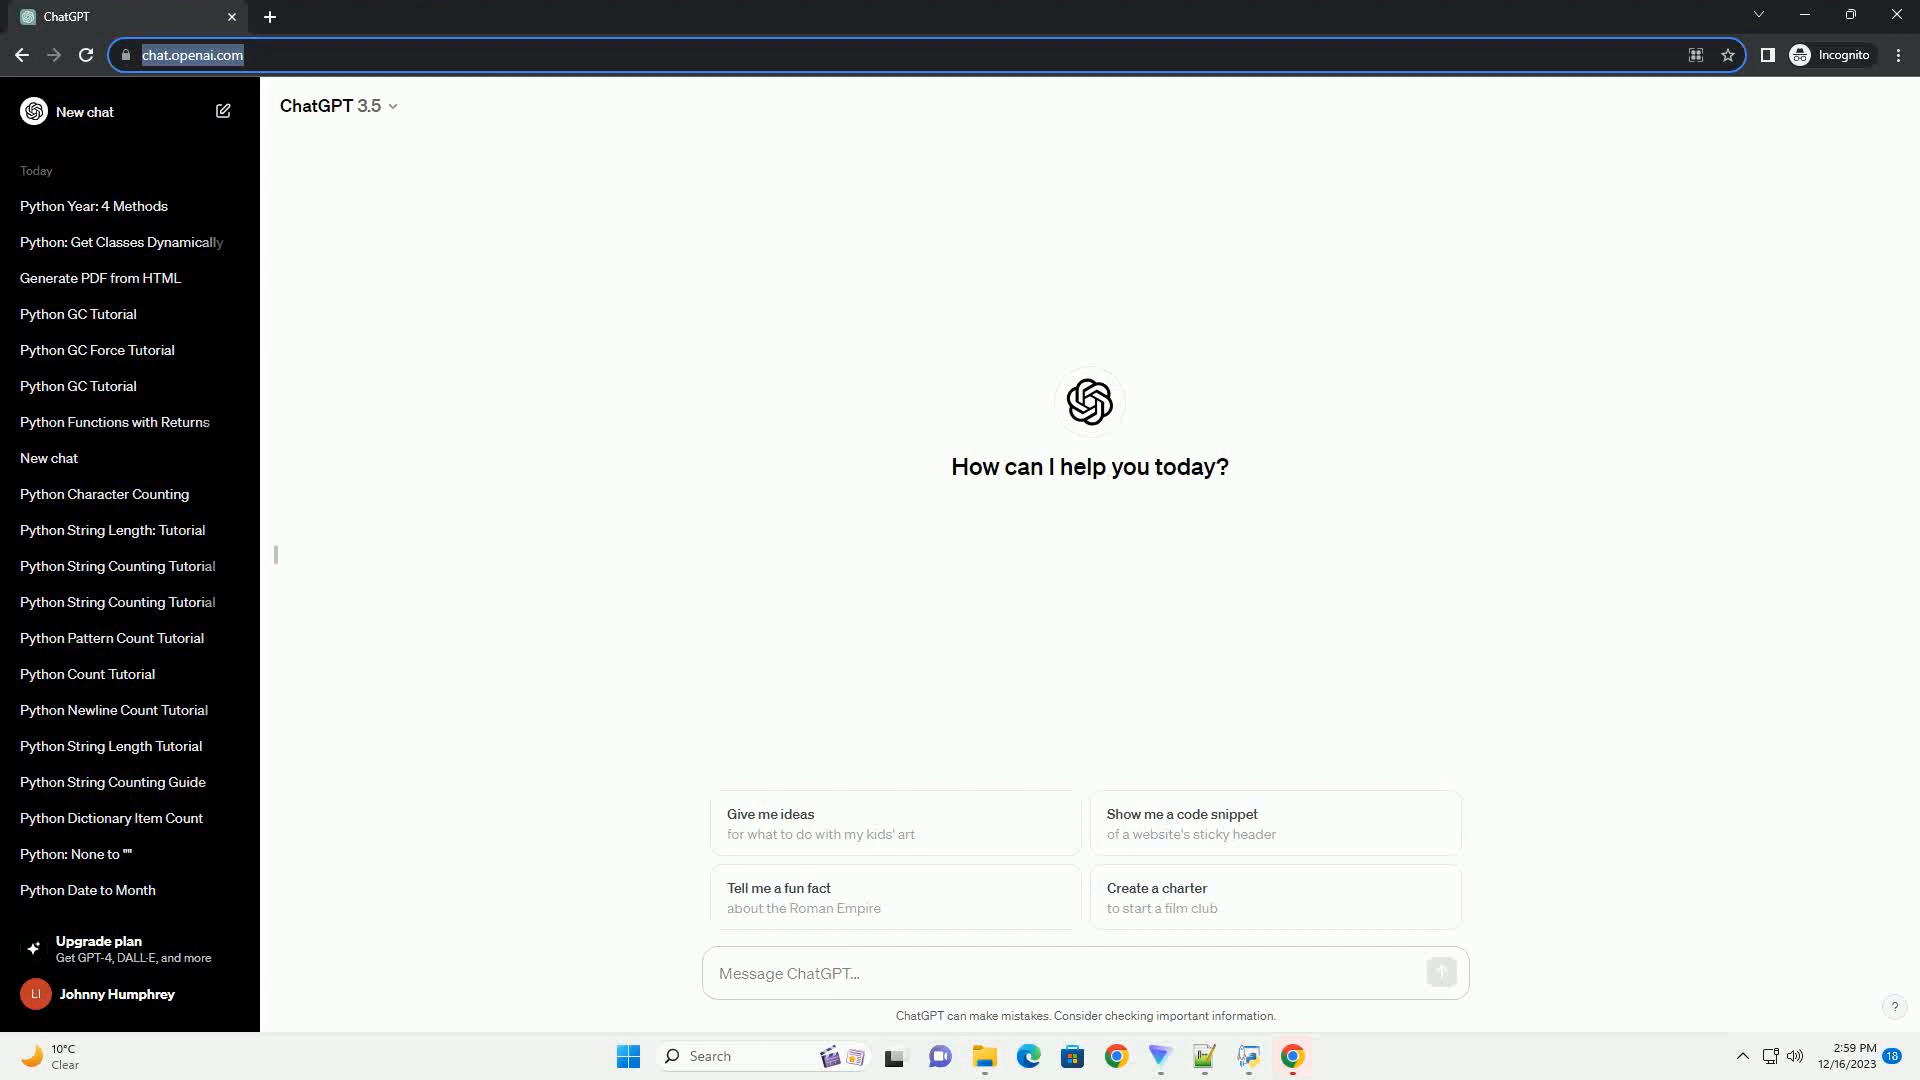 ChatGPT
chat.openai.com
Incognito
New chat
ChatGPT 3.5
Today
Python Year: 4 Methods
Python: Get Classes Dynamically
Generate PDF from HTML
Python GC Tutorial
Python GC Force Tutorial
Python GC Tutorial
Python Functions with Returns
New chat
Python Character Counting
Python String Length: Tutorial
Python String Counting Tutorial
Python String Counting Tutorial
Python Pattern Count Tutorial
Python Count Tutorial
Python Newline Count Tutorial
Python String Length Tutorial
Python String Counting Guide
Python Dictionary Item Count
Python: None to ""
Python Date to Month
Upgrade plan
Get GPT-4, DALL·E, and more
LI
Johnny Humphrey
How can I help you today?
Give me ideas
for what to do with my kids' art
Show me a code snippet
of a website's sticky header
Tell me a fun fact
about the Roman Empire
Create a charter
to start a film club
Message ChatGPT...
ChatGPT can make mistakes. Consider checking important information.
?
10°C
Clear
Search
2:59 PM
12/16/2023
18